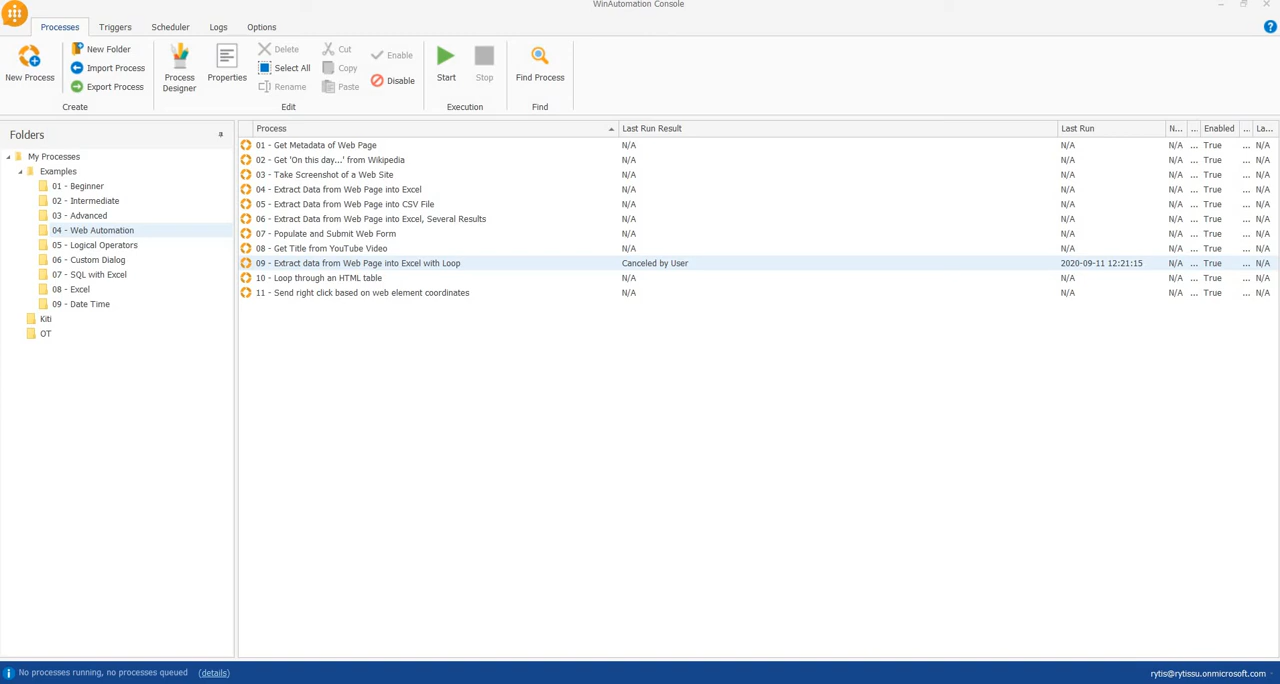 WinAutomation Console
Processes Triggers Scheduler Logs Options
New Process
New Folder
Import Process
Export Process
Create
Process Designer
Properties
Delete
Select All
Rename
Cut
Copy
Paste
Enable
Disable
Edit
Start
Stop
Execution
Find Process
Find
Folders
My Processes
Examples
01 - Beginner
02 - Intermediate
03 - Advanced
04 - Web Automation
05 - Logical Operators
06 - Custom Dialog
07 - SQL with Excel
08 - Excel
09 - Date Time
Kiti
OT
Process Last Run Result Last Run N... ... Enabled ... La...
01 - Get Metadata of Web Page N/A N/A N/A ... True ... N/A
02 - Get 'On this day...' from Wikipedia N/A N/A N/A ... True ... N/A
03 - Take Screenshot of a Web Site N/A N/A N/A ... True ... N/A
04 - Extract Data from Web Page into Excel N/A N/A N/A ... True ... N/A
05 - Extract Data from Web Page into CSV File N/A N/A N/A ... True ... N/A
06 - Extract Data from Web Page into Excel, Several Results N/A N/A N/A ... True ... N/A
07 - Populate and Submit Web Form N/A N/A N/A ... True ... N/A
08 - Get Title from YouTube Video N/A N/A N/A ... True ... N/A
09 - Extract data from Web Page into Excel with Loop Canceled by User 2020-09-11 12:21:15 N/A ... True ... N/A
10 - Loop through an HTML table N/A N/A N/A ... True ... N/A
11 - Send right click based on web element coordinates N/A N/A N/A ... True ... N/A
No processes running, no processes queued (details)
rytis@rytissu.onmicrosoft.com